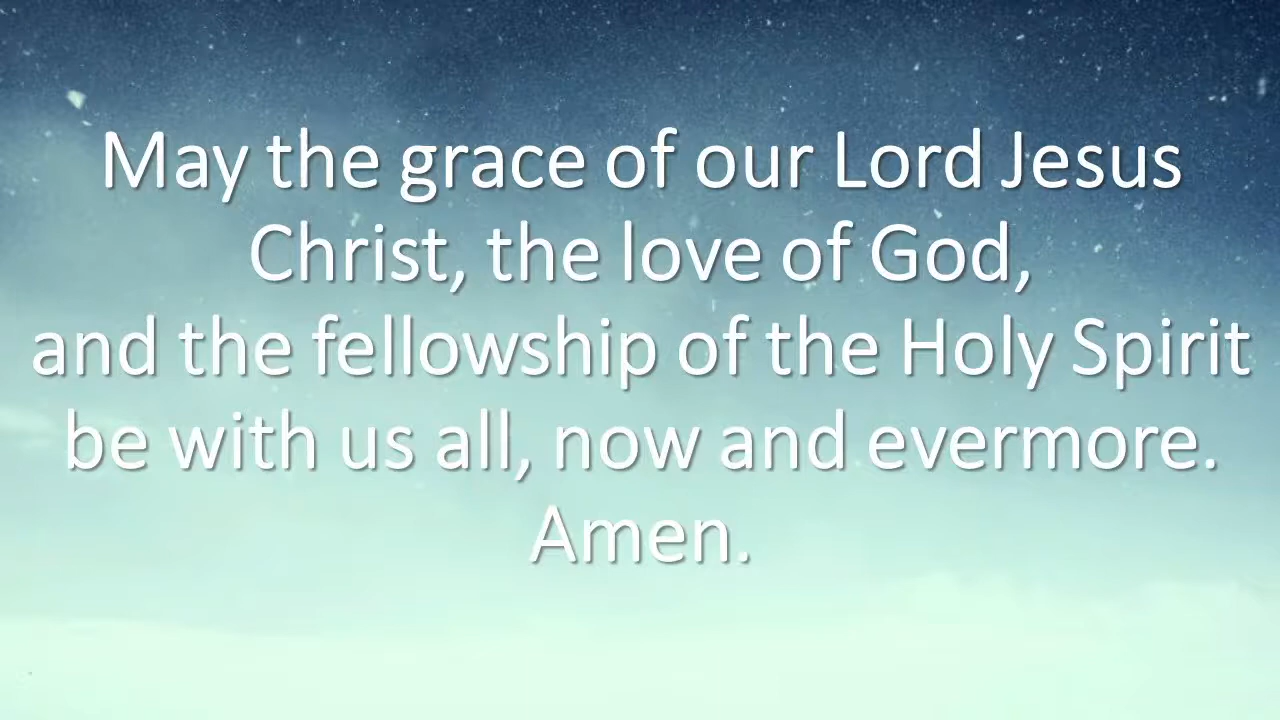 May the grace of our Lord Jesus
Christ, the love of God,
and the fellowship of the Holy Spirit
be with us all, now and evermore.
Amen.